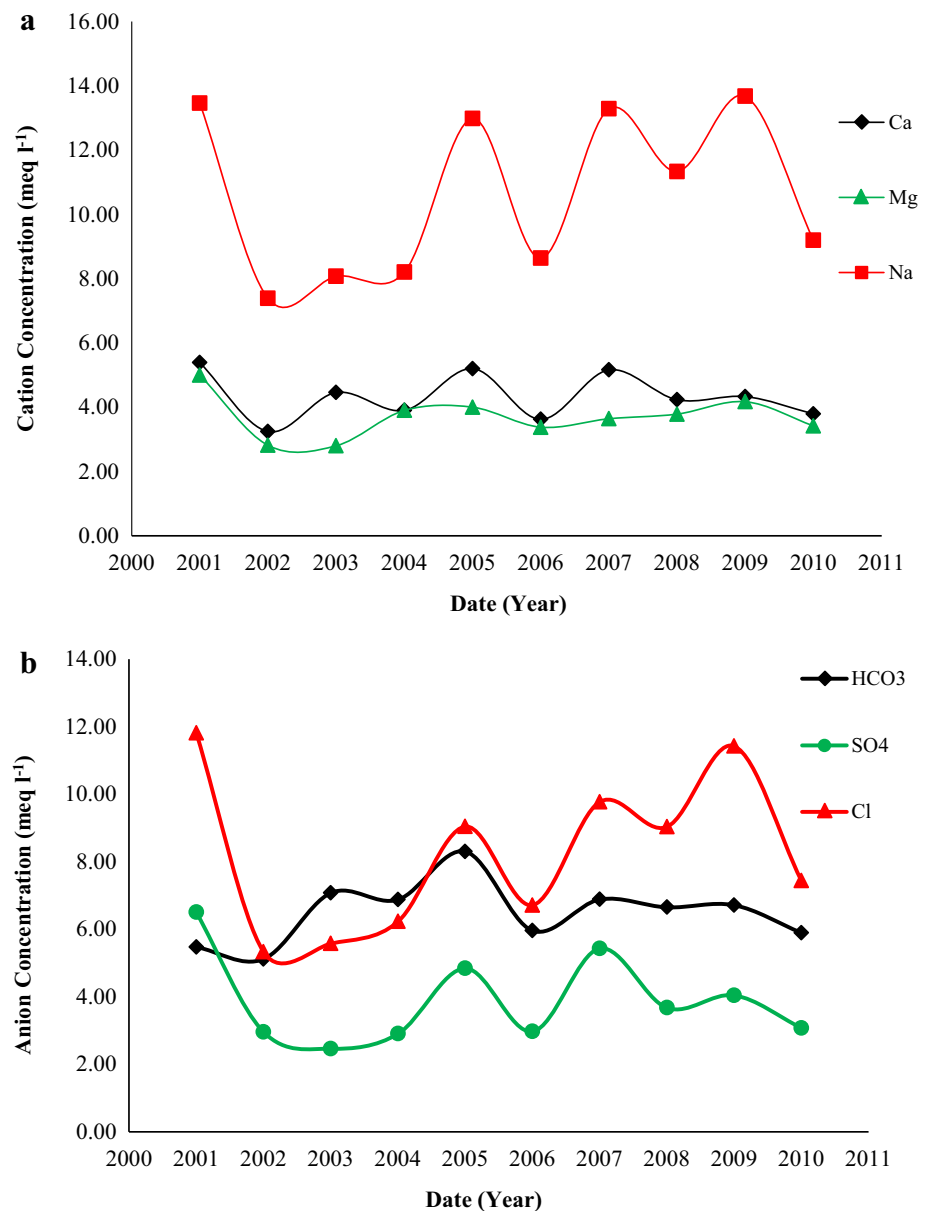 a
16.00
14.00
12.00
10.00
8.00
6.00
4.00
2.00
0.00
Cation Concentration (meq l-1)
2000 2001 2002 2003 2004 2005 2006 2007 2008 2009 2010 2011
Date (Year)
Ca
Mg
Na
b
14.00
12.00
10.00
8.00
6.00
4.00
2.00
0.00
Anion Concentration (meq l-1)
2000 2001 2002 2003 2004 2005 2006 2007 2008 2009 2010 2011
Date (Year)
HCO3
SO4
Cl